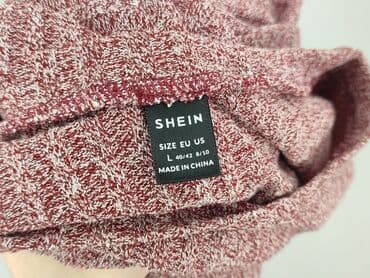 SHEIN
SIZE EU US
L 40/42 8/10
MADE IN CHINA